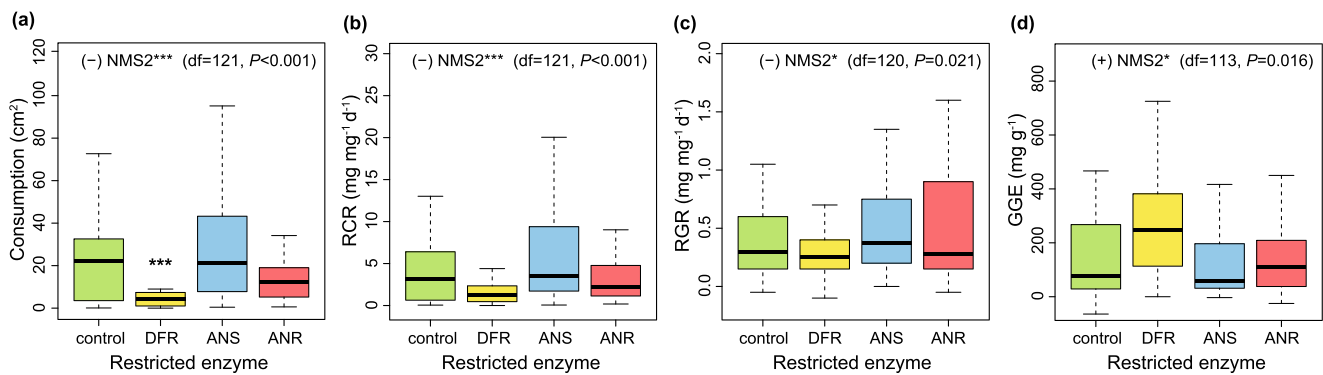 (a)
(−) NMS2*** (df=121, P<0.001)
Consumption (cm²)
120
100
80
60
40
20
0
***
control DFR ANS ANR
Restricted enzyme
(b)
(−) NMS2*** (df=121, P<0.001)
RCR (mg mg⁻¹ d⁻¹)
30
25
20
15
10
5
0
control DFR ANS ANR
Restricted enzyme
(c)
(−) NMS2* (df=120, P=0.021)
RGR (mg mg⁻¹ d⁻¹)
2.0
1.5
1.0
0.5
0.0
control DFR ANS ANR
Restricted enzyme
(d)
(+) NMS2* (df=113, P=0.016)
GGE (mg g⁻¹)
800
600
400
200
0
control DFR ANS ANR
Restricted enzyme